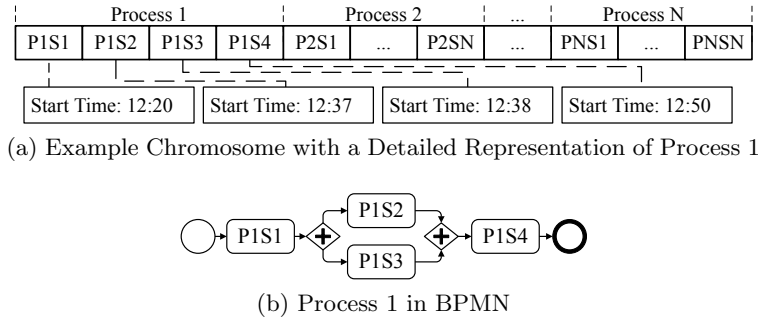 Process 1 Process 2 ... Process N
P1S1 P1S2 P1S3 P1S4 P2S1 ... P2SN ... PNS1 ... PNSN
Start Time: 12:20 Start Time: 12:37 Start Time: 12:38 Start Time: 12:50
(a) Example Chromosome with a Detailed Representation of Process 1
P1S2
P1S1 P1S4
P1S3
(b) Process 1 in BPMN